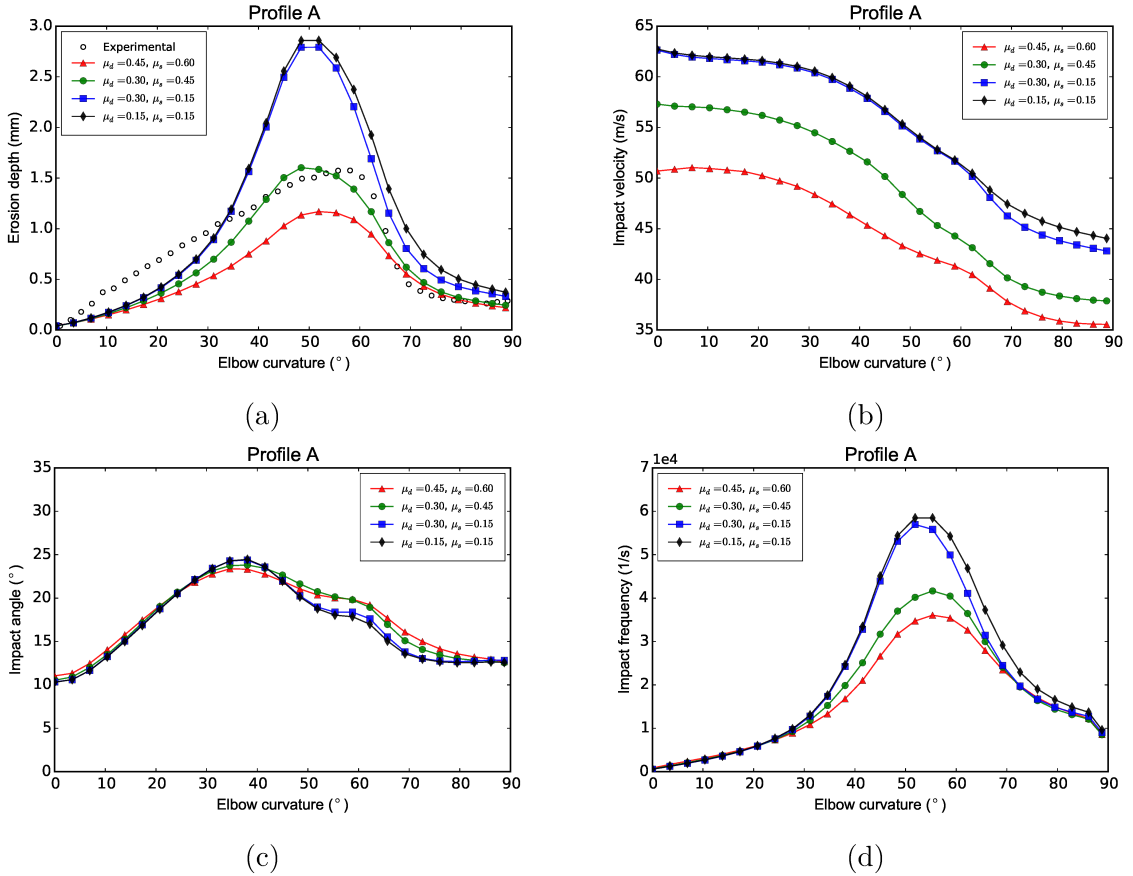 Profile A
3.0
2.5
2.0
1.5
1.0
0.5
0.0
Erosion depth (mm)
Experimental
μd=0.45, μs=0.60
μd=0.30, μs=0.45
μd=0.30, μs=0.15
μd=0.15, μs=0.15
0 10 20 30 40 50 60 70 80 90
Elbow curvature (°)
(a)
Profile A
65
60
55
50
45
40
35
Impact velocity (m/s)
μd=0.45, μs=0.60
μd=0.30, μs=0.45
μd=0.30, μs=0.15
μd=0.15, μs=0.15
0 10 20 30 40 50 60 70 80 90
Elbow curvature (°)
(b)
Profile A
35
30
25
20
15
10
5
0
Impact angle (°)
μd=0.45, μs=0.60
μd=0.30, μs=0.45
μd=0.30, μs=0.15
μd=0.15, μs=0.15
0 10 20 30 40 50 60 70 80 90
Elbow curvature (°)
(c)
Profile A
1e4
7
6
5
4
3
2
1
0
Impact frequency (1/s)
μd=0.45, μs=0.60
μd=0.30, μs=0.45
μd=0.30, μs=0.15
μd=0.15, μs=0.15
0 10 20 30 40 50 60 70 80 90
Elbow curvature (°)
(d)